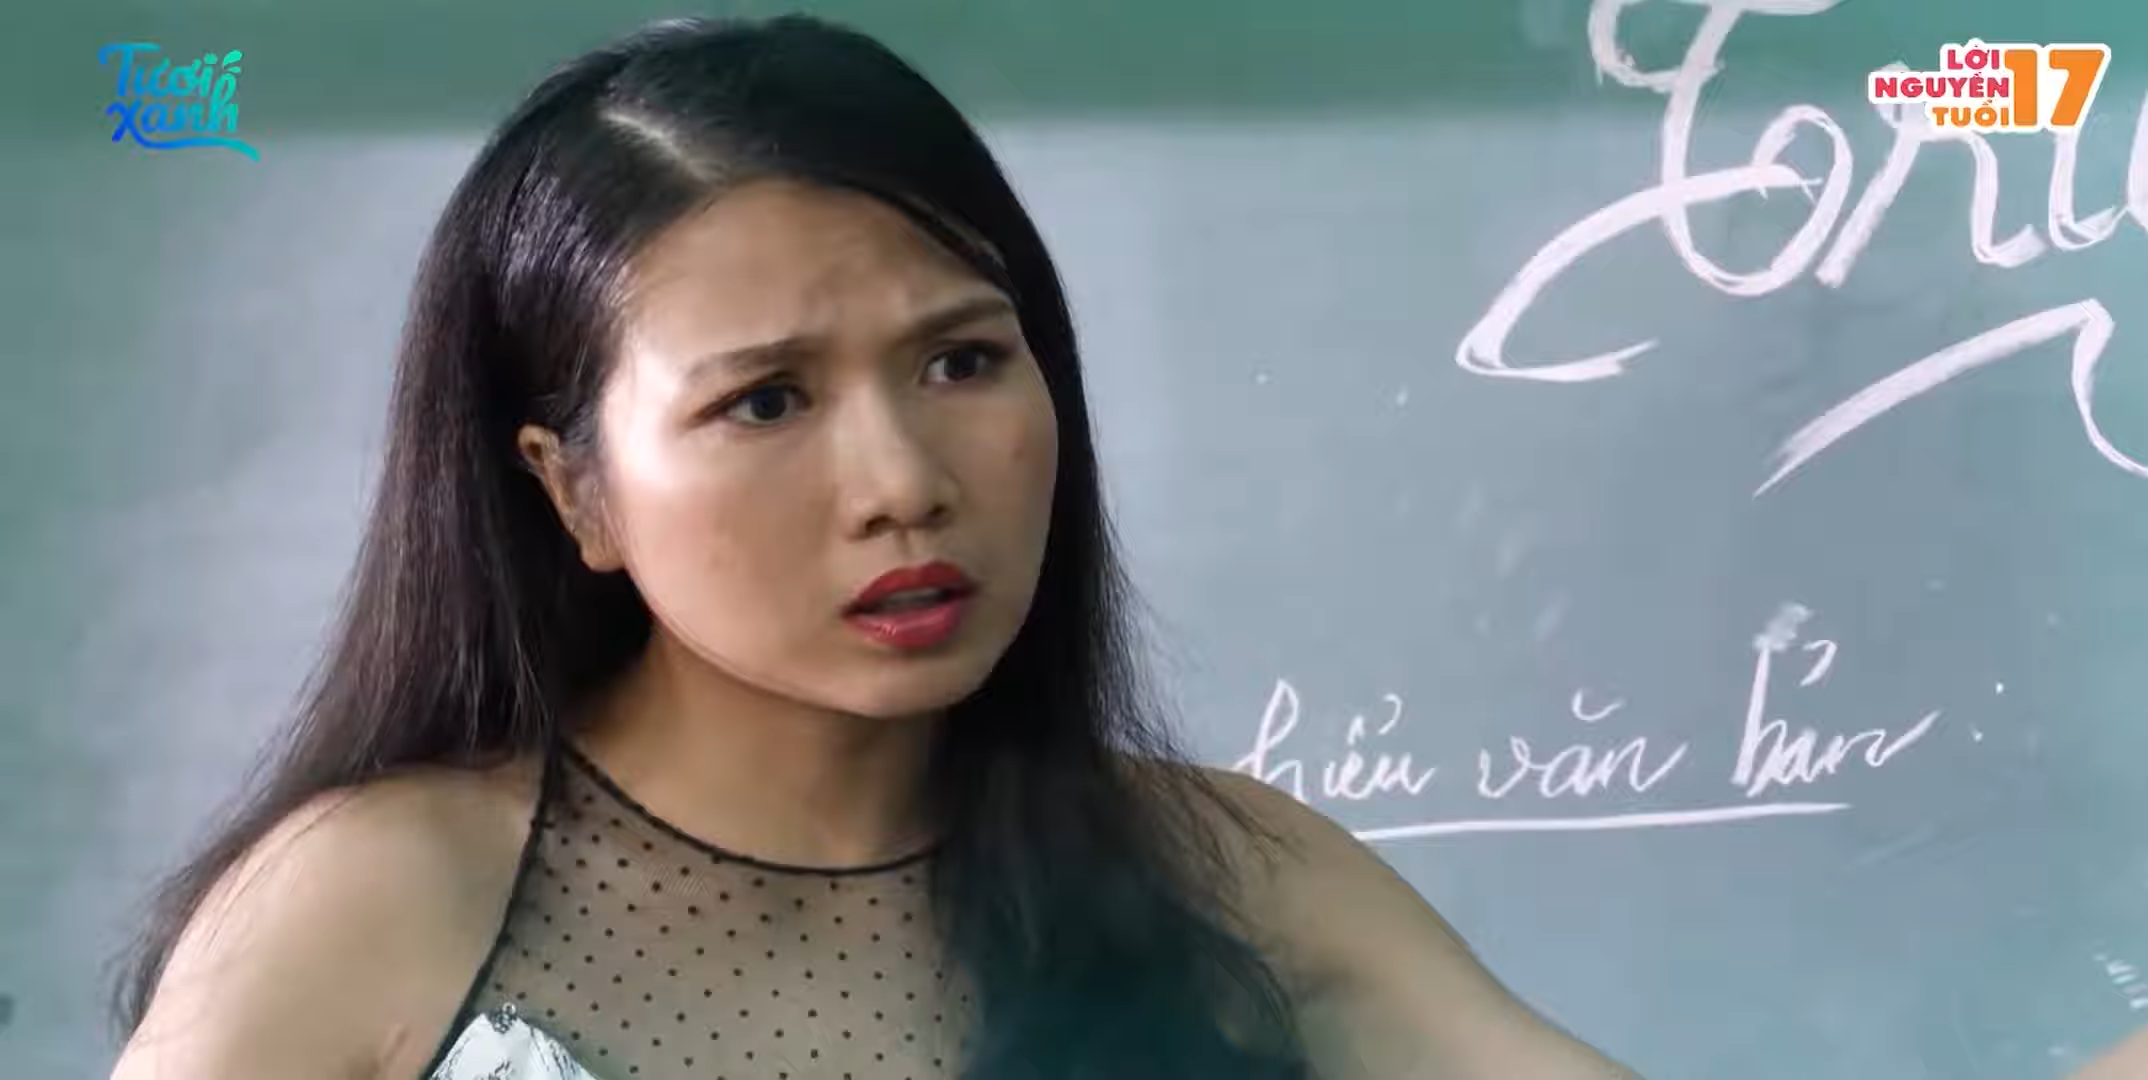 Tươi xanh
LỜI NGUYỀN TUỔI 17
hiểu văn bản :